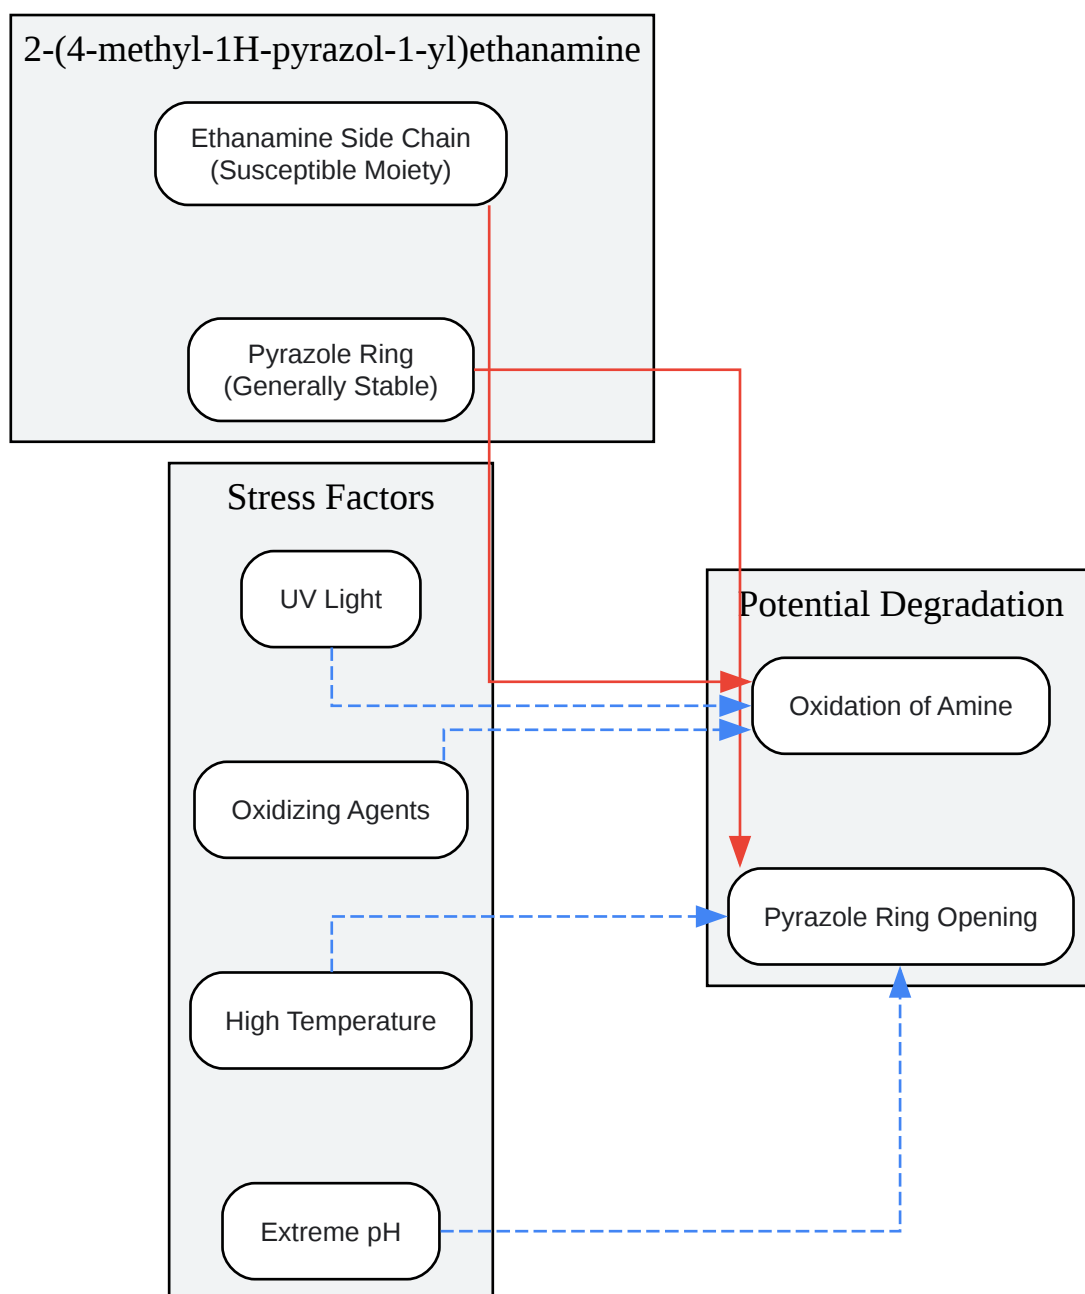 2-(4-methyl-1H-pyrazol-1-yl)ethanamine
Ethanamine Side Chain
(Susceptible Moiety)
Pyrazole Ring
(Generally Stable)
Stress Factors
UV Light
Oxidizing Agents
High Temperature
Extreme pH
Potential Degradation
Oxidation of Amine
Pyrazole Ring Opening